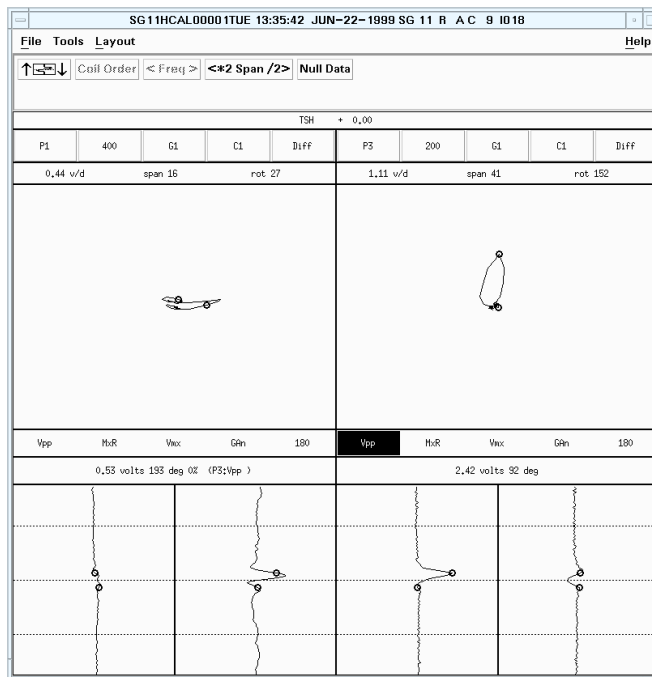 SG11HCAL00001TUE 13:35:42 JUN-22-1999 SG 11 R A C 9 I018
File Tools Layout Help
Coil Order < Freq > <*2 Span /2> Null Data
TSH + 0.00
P1 400 G1 C1 Diff P3 200 G1 C1 Diff
0.44 v/d span 16 rot 27 1.11 v/d span 41 rot 152
Vpp MxR Vmx GAn 180 Vpp MxR Vmx GAn 180
0.53 volts 193 deg 0% (P3:Vpp ) 2.42 volts 92 deg